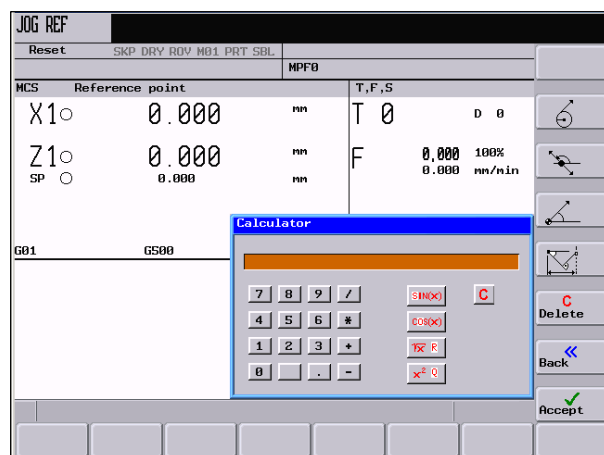 JOG REF
Reset SKP DRY ROV M01 PRT SBL
MPF0
MCS Reference point T,F,S
X1 0.000 mm T 0 D 0
Z1 0.000 mm F 0,000 100%
SP 0.000 mm 0.000 mm/min
G01 G500
Calculator
7 8 9 / SIN(X) C
4 5 6 * COS(X)
1 2 3 + √X R
0 . - X² Q
C
Delete
Back
Accept